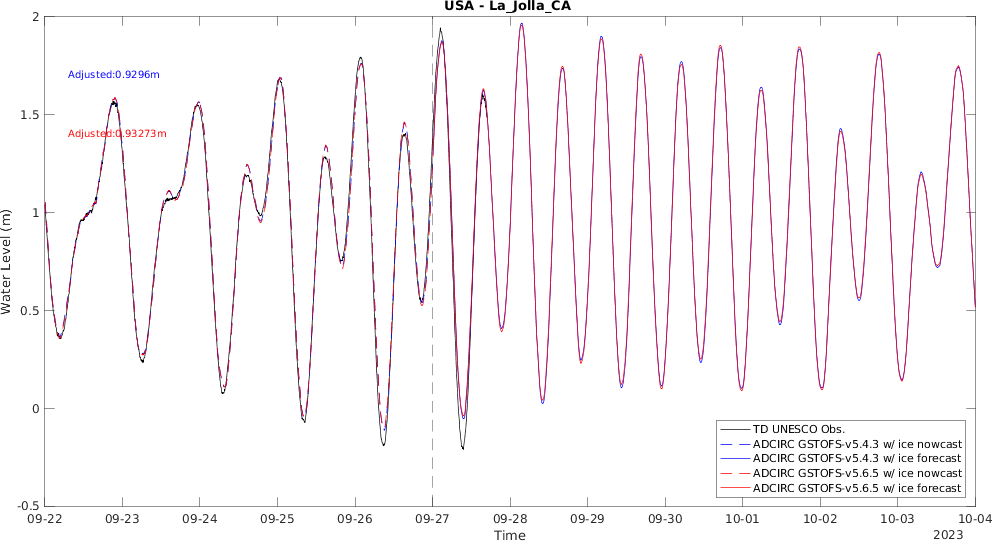 USA - La_Jolla_CA
2
Adjusted:0.9296m
1.5
Adjusted:0.93273m
1
Water Level (m)
0.5
0
-0.5
TD UNESCO Obs.
ADCIRC GSTOFS-v5.4.3 w/ ice nowcast
ADCIRC GSTOFS-v5.4.3 w/ ice forecast
ADCIRC GSTOFS-v5.6.5 w/ ice nowcast
ADCIRC GSTOFS-v5.6.5 w/ ice forecast
09-22 09-23 09-24 09-25 09-26 09-27 09-28 09-29 09-30 10-01 10-02 10-03 10-04
Time
2023